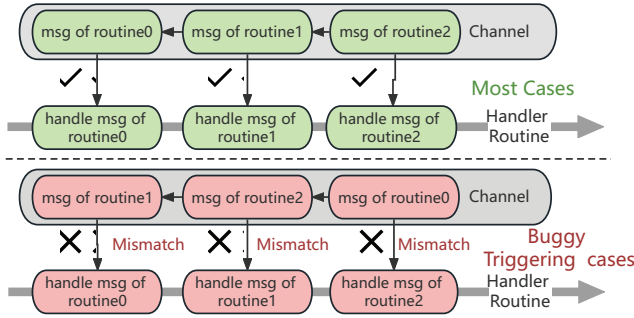 msg of routine0
msg of routine1
msg of routine2
Channel
Most Cases
handle msg of
routine0
handle msg of
routine1
handle msg of
routine2
Handler
Routine
msg of routine1
msg of routine2
msg of routine0
Channel
Mismatch
Mismatch
Mismatch
Buggy
Triggering cases
handle msg of
routine0
handle msg of
routine1
handle msg of
routine2
Handler
Routine